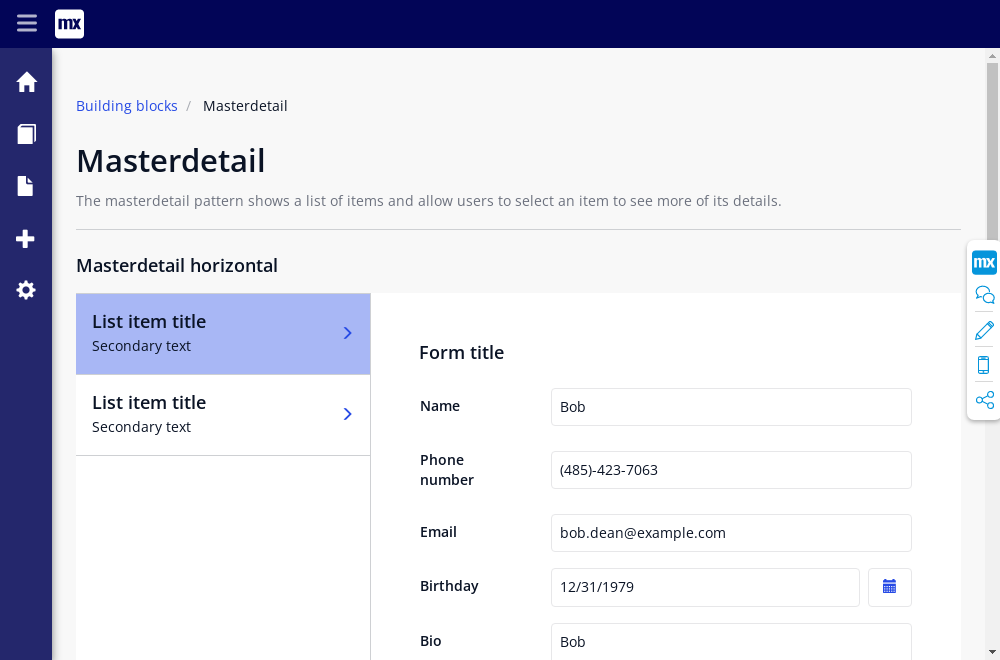 mx
Building blocks / Masterdetail
Masterdetail
The masterdetail pattern shows a list of items and allow users to select an item to see more of its details.
Masterdetail horizontal
List item title
Secondary text
List item title
Secondary text
Form title
Name
Bob
Phone
number
(485)-423-7063
Email
bob.dean@example.com
Birthday
12/31/1979
Bio
Bob
mx